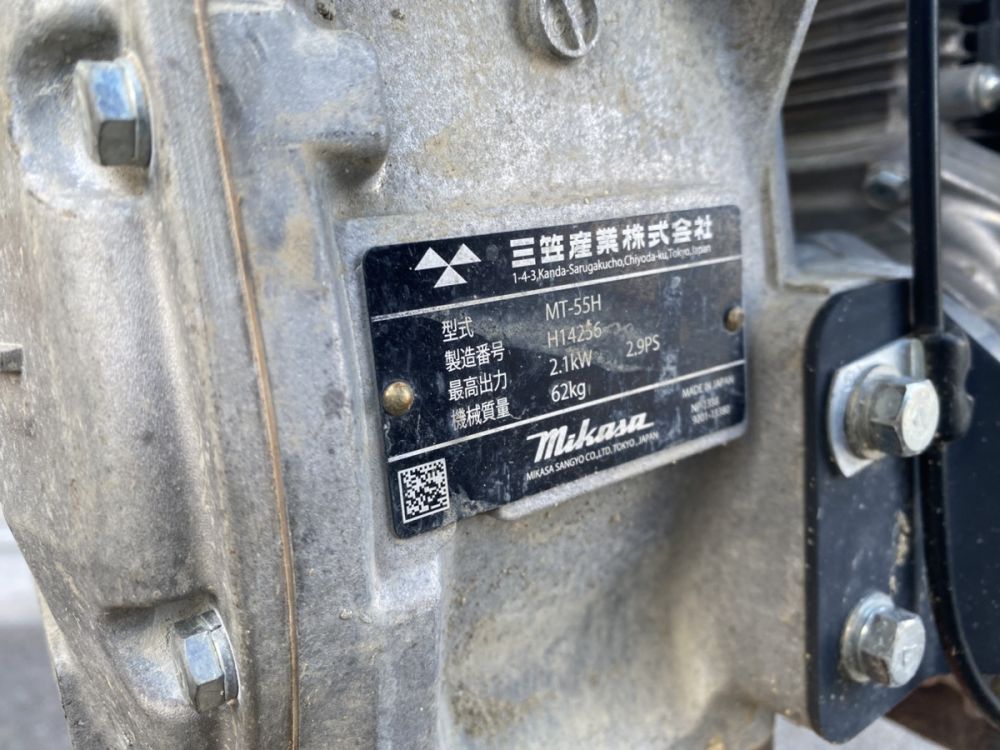 三笠産業株式会社
1-4-3,Kanda-Sarugakucho,Chiyoda-ku,Tokyo,Japan
型式 MT-55H
製造番号 H14256
最高出力 2.1kW 2.9PS
機械質量 62kg
Mikasa
MIKASA SANGYO CO.,LTD. TOKYO, JAPAN
MADE IN JAPAN